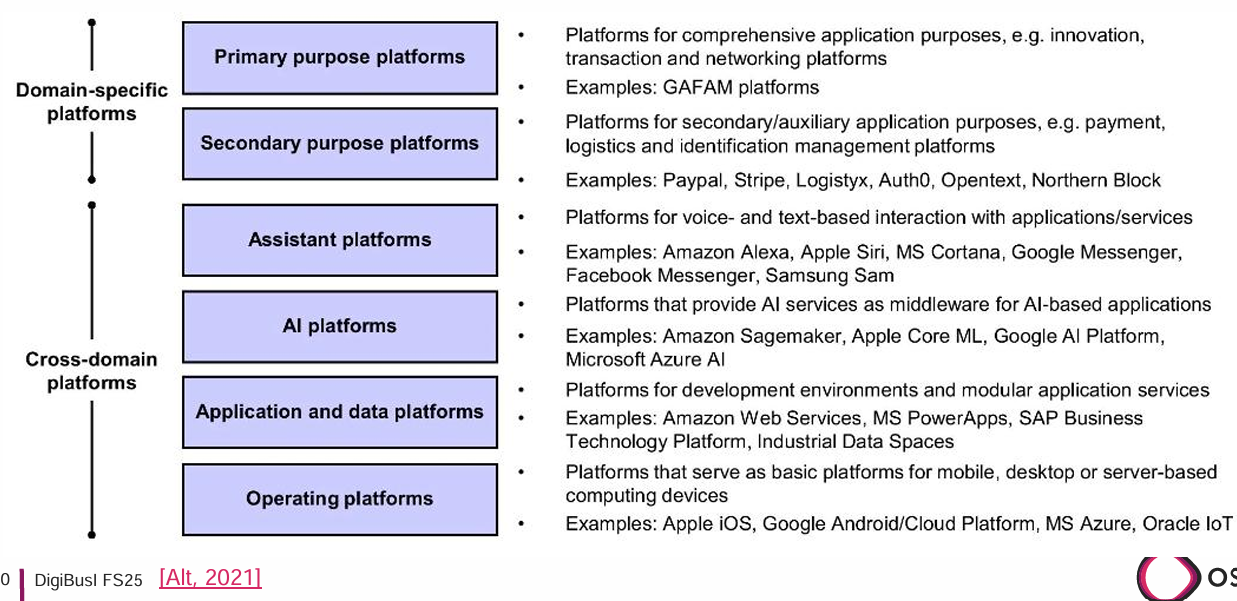 Domain-specific
platforms
Primary purpose platforms
• Platforms for comprehensive application purposes, e.g. innovation,
transaction and networking platforms
• Examples: GAFAM platforms
Secondary purpose platforms
• Platforms for secondary/auxiliary application purposes, e.g. payment,
logistics and identification management platforms
• Examples: Paypal, Stripe, Logistyx, Auth0, Opentext, Northern Block
Cross-domain
platforms
Assistant platforms
• Platforms for voice- and text-based interaction with applications/services
• Examples: Amazon Alexa, Apple Siri, MS Cortana, Google Messenger,
Facebook Messenger, Samsung Sam
AI platforms
• Platforms that provide AI services as middleware for AI-based applications
• Examples: Amazon Sagemaker, Apple Core ML, Google AI Platform,
Microsoft Azure AI
Application and data platforms
• Platforms for development environments and modular application services
• Examples: Amazon Web Services, MS PowerApps, SAP Business
Technology Platform, Industrial Data Spaces
Operating platforms
• Platforms that serve as basic platforms for mobile, desktop or server-based
computing devices
• Examples: Apple iOS, Google Android/Cloud Platform, MS Azure, Oracle IoT
0 DigiBusI FS25 [Alt, 2021]